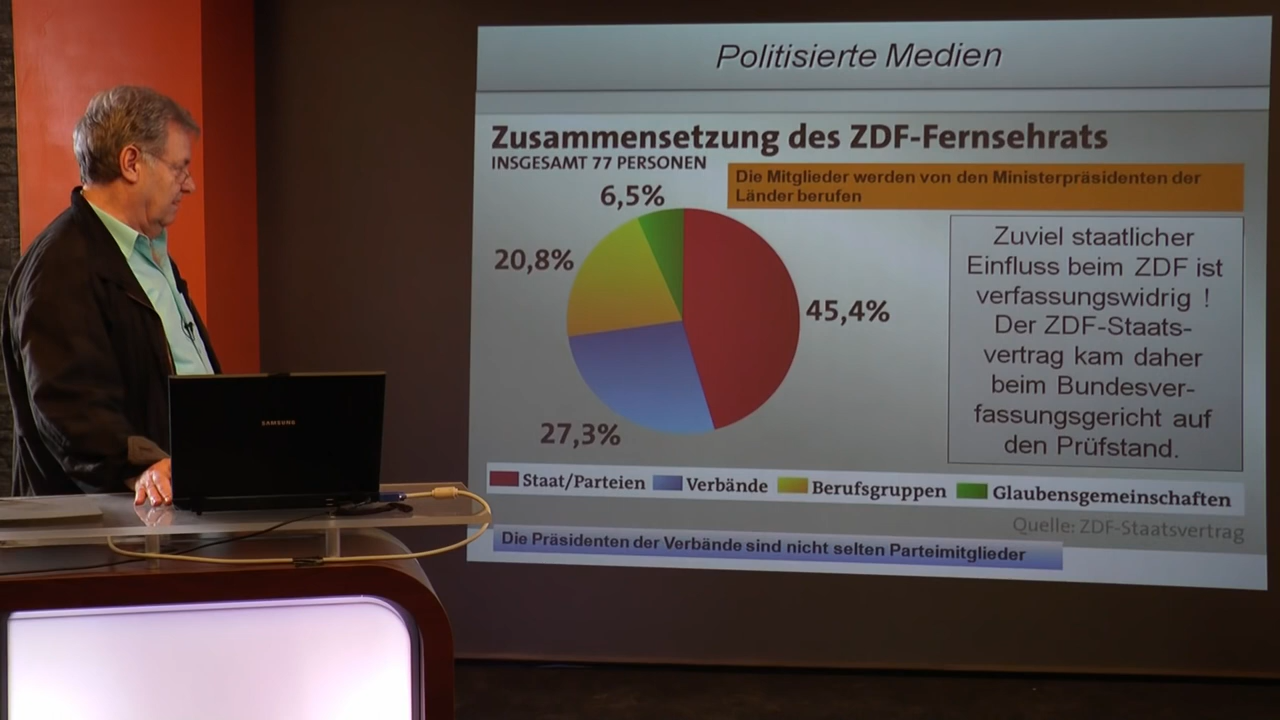 Politisierte Medien
Zusammensetzung des ZDF-Fernsehrats
INSGESAMT 77 PERSONEN
Die Mitglieder werden von den Ministerpräsidenten der
Länder berufen
6,5%
20,8%
45,4%
27,3%
Zuviel staatlicher
Einfluss beim ZDF ist
verfassungswidrig !
Der ZDF-Staats-
vertrag kam daher
beim Bundesver-
fassungsgericht auf
den Prüfstand.
Staat/Parteien Verbände Berufsgruppen Glaubensgemeinschaften
Quelle: ZDF-Staatsvertrag
Die Präsidenten der Verbände sind nicht selten Parteimitglieder
SAMSUNG